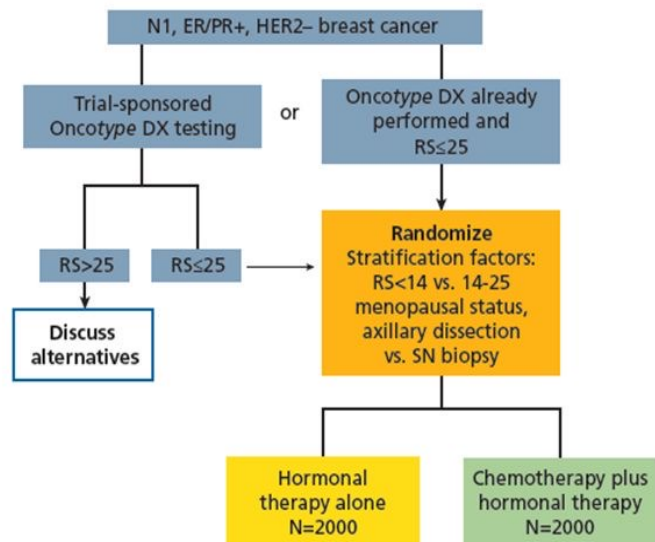 N1, ER/PR+, HER2– breast cancer
Trial-sponsored
Oncotype DX testing
or
Oncotype DX already
performed and
RS≤25
RS>25
RS≤25
Discuss
alternatives
Randomize
Stratification factors:
RS<14 vs. 14-25
menopausal status,
axillary dissection
vs. SN biopsy
Hormonal
therapy alone
N=2000
Chemotherapy plus
hormonal therapy
N=2000